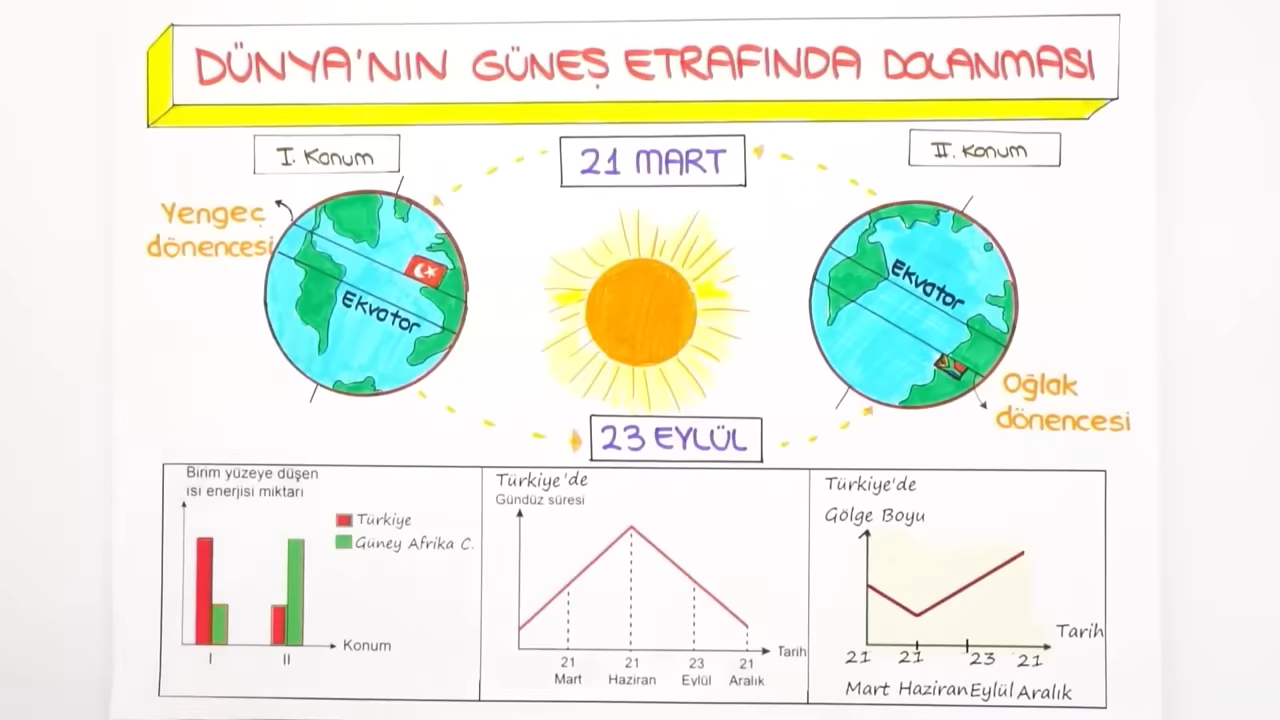 DÜNYA'NIN GÜNEŞ ETRAFINDA DOLANMASI
I. Konum
21 MART
II. Konum
Yengeç
dönencesi
Ekvator
Ekvator
Oğlak
dönencesi
23 EYLÜL
Birim yüzeye düşen
ısı enerjisi miktarı
Türkiye
Güney Afrika C.
Konum
I
II
Türkiye'de
Gündüz süresi
Tarih
21 21 23 21
Mart Haziran Eylül Aralık
Türkiye'de
Gölge Boyu
Tarih
21 21 23 21
Mart Haziran Eylül Aralık